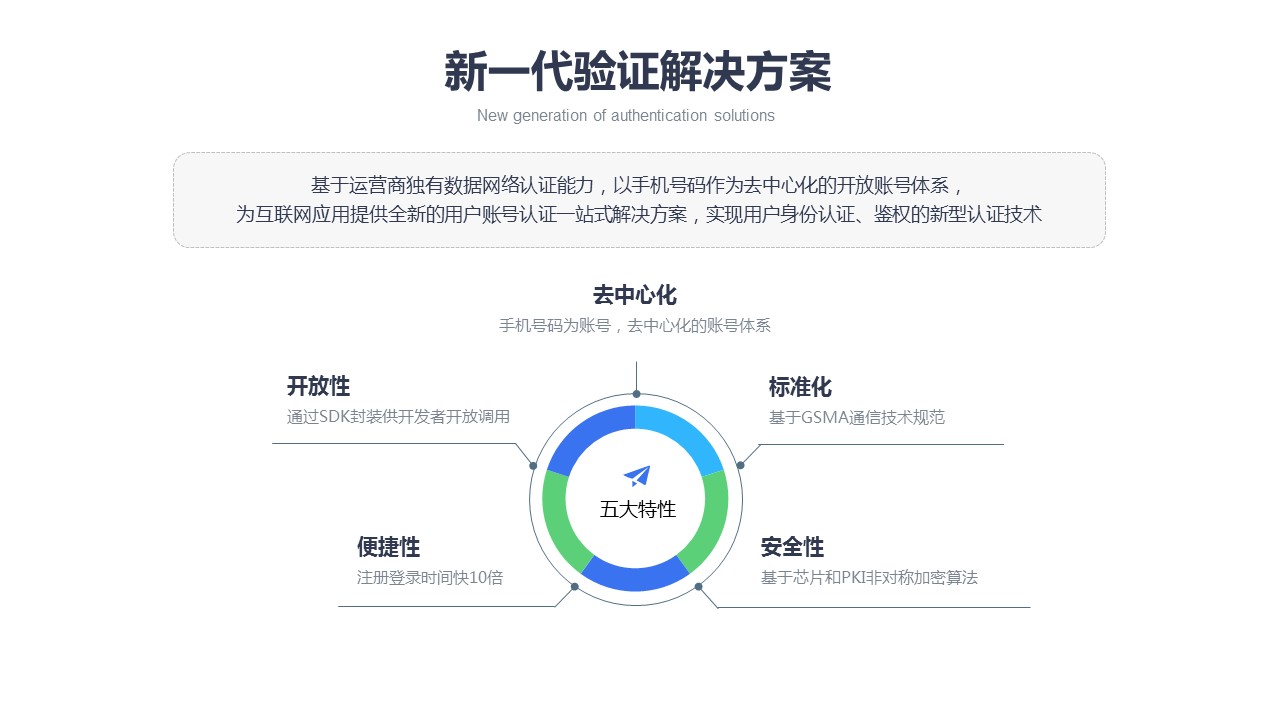 新一代验证解决方案
New generation of authentication solutions
基于运营商独有数据网络认证能力，以手机号码作为去中心化的开放账号体系，
为互联网应用提供全新的用户账号认证一站式解决方案，实现用户身份认证、鉴权的新型认证技术
去中心化
手机号码为账号，去中心化的账号体系
开放性
通过SDK封装供开发者开放调用
标准化
基于GSMA通信技术规范
五大特性
便捷性
注册登录时间快10倍
安全性
基于芯片和PKI非对称加密算法